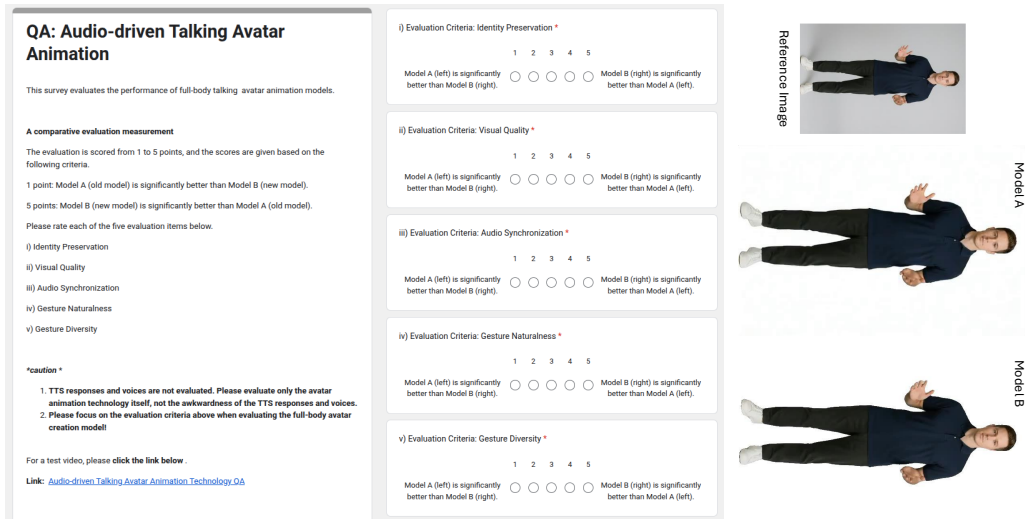 QA: Audio-driven Talking Avatar
Animation
This survey evaluates the performance of full-body talking avatar animation models.
A comparative evaluation measurement
The evaluation is scored from 1 to 5 points, and the scores are given based on the
following criteria.
1 point: Model A (old model) is significantly better than Model B (new model).
5 points: Model B (new model) is significantly better than Model A (old model).
Please rate each of the five evaluation items below.
i) Identity Preservation
ii) Visual Quality
iii) Audio Synchronization
iv) Gesture Naturalness
v) Gesture Diversity
*caution *
1. TTS responses and voices are not evaluated. Please evaluate only the avatar
animation technology itself, not the awkwardness of the TTS responses and voices.
2. Please focus on the evaluation criteria above when evaluating the full-body avatar
creation model!
For a test video, please click the link below .
Link: Audio-driven Talking Avatar Animation Technology QA
i) Evaluation Criteria: Identity Preservation *
1 2 3 4 5
Model A (left) is significantly Model B (right) is significantly
better than Model B (right). better than Model A (left).
ii) Evaluation Criteria: Visual Quality *
1 2 3 4 5
Model A (left) is significantly Model B (right) is significantly
better than Model B (right). better than Model A (left).
iii) Evaluation Criteria: Audio Synchronization *
1 2 3 4 5
Model A (left) is significantly Model B (right) is significantly
better than Model B (right). better than Model A (left).
iv) Evaluation Criteria: Gesture Naturalness *
1 2 3 4 5
Model A (left) is significantly Model B (right) is significantly
better than Model B (right). better than Model A (left).
v) Evaluation Criteria: Gesture Diversity *
1 2 3 4 5
Model A (left) is significantly Model B (right) is significantly
better than Model B (right). better than Model A (left).
Reference Image
Model A
Model B